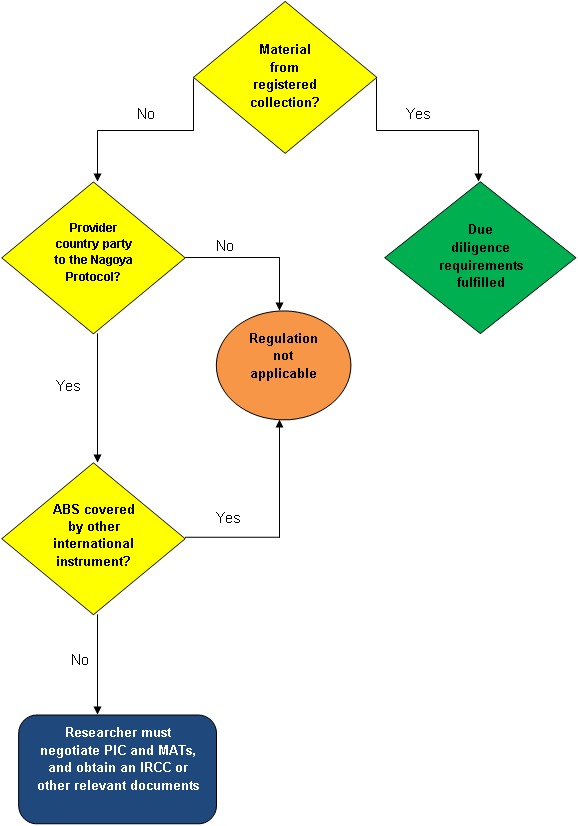 Material
from
registered
collection?
No
Yes
Provider
country party
to the Nagoya
Protocol?
No
Due
diligence
requirements
fulfilled
Regulation
not
applicable
Yes
ABS covered
by other
international
instrument?
Yes
No
Researcher must
negotiate PIC and MATs,
and obtain an IRCC or
other relevant documents